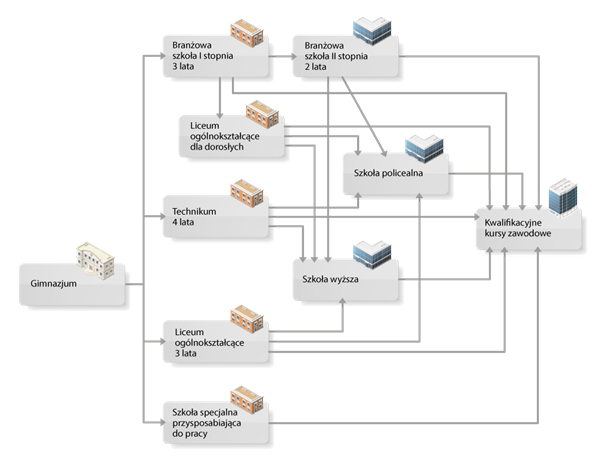 Branżowa
szkoła I stopnia
3 lata
Branżowa
szkoła II stopnia
2 lata
Liceum
ogólnokształcące
dla dorosłych
Szkoła policealna
Technikum
4 lata
Kwalifikacyjne
kursy zawodowe
Gimnazjum
Szkoła wyższa
Liceum
ogólnokształcące
3 lata
Szkoła specjalna
przysposabiająca
do pracy